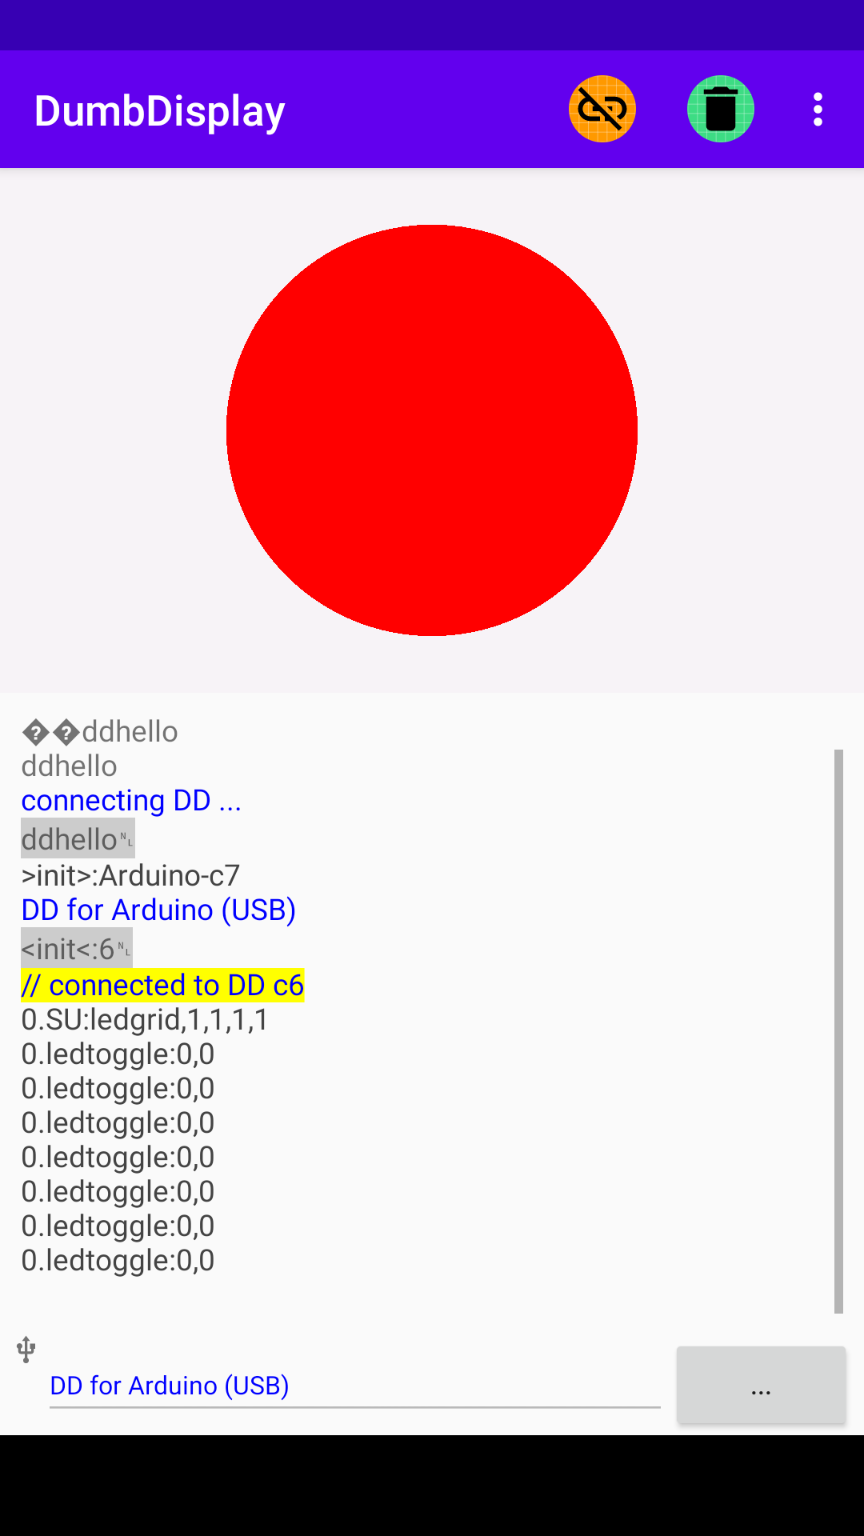 DumbDisplay
��ddhello
ddhello
connecting DD ...
ddhello␤
>init>:Arduino-c7
DD for Arduino (USB)
<init<:6␤
// connected to DD c6
0.SU:ledgrid,1,1,1,1
0.ledtoggle:0,0
0.ledtoggle:0,0
0.ledtoggle:0,0
0.ledtoggle:0,0
0.ledtoggle:0,0
0.ledtoggle:0,0
0.ledtoggle:0,0
DD for Arduino (USB)
...